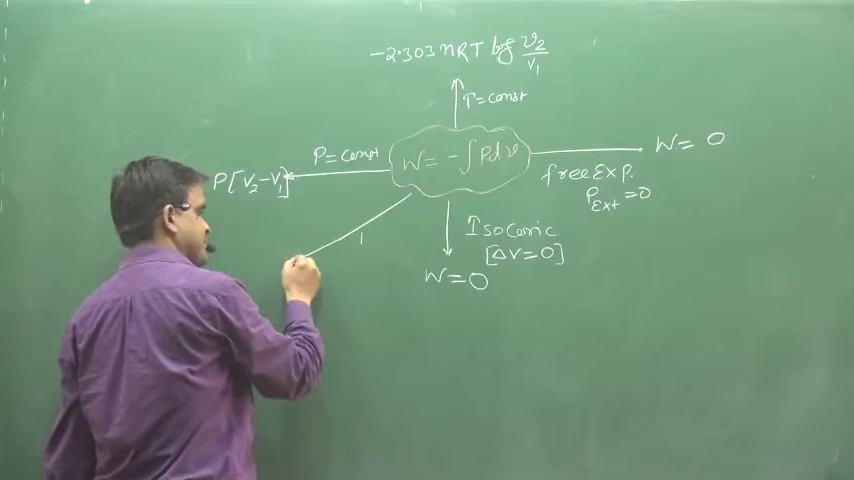 -2.303 nRT log V2/V1
T=const
W= -∫Pdv
P=const
P[V2-V1]
W= 0
free Exp.
PExt=0
Isocoric
[ΔV=0]
W=0